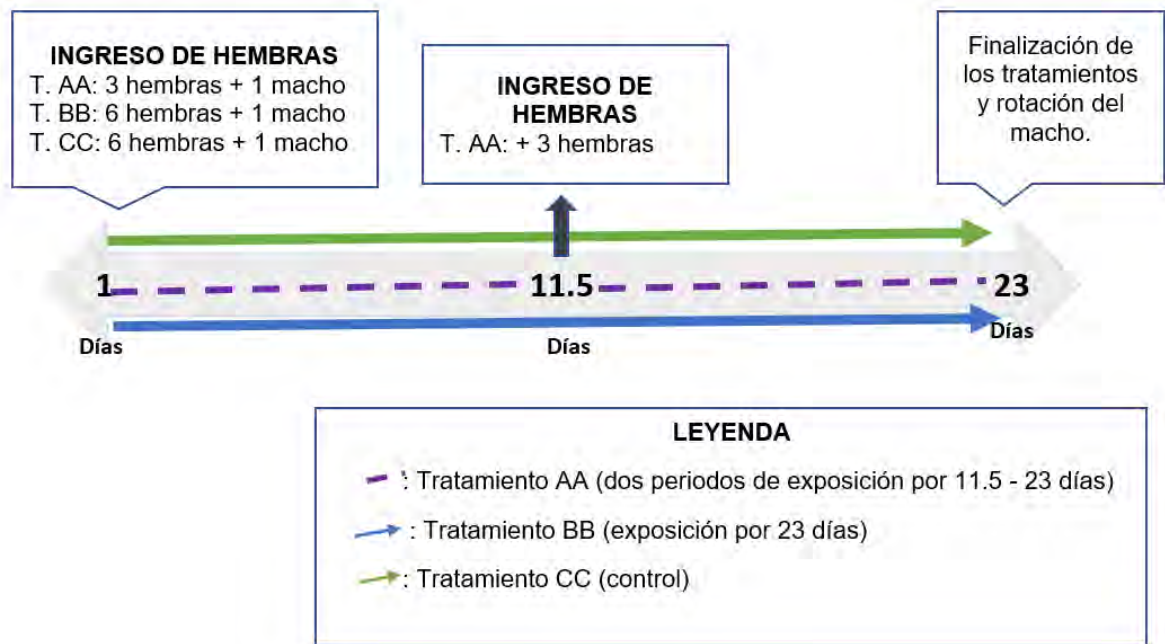 INGRESO DE HEMBRAS
T. AA: 3 hembras + 1 macho
T. BB: 6 hembras + 1 macho
T. CC: 6 hembras + 1 macho
INGRESO DE
HEMBRAS
T. AA: + 3 hembras
Finalización de
los tratamientos
y rotación del
macho.
1
11.5
23
Días
Días
Días
LEYENDA
: Tratamiento AA (dos periodos de exposición por 11.5 - 23 días)
: Tratamiento BB (exposición por 23 días)
: Tratamiento CC (control)